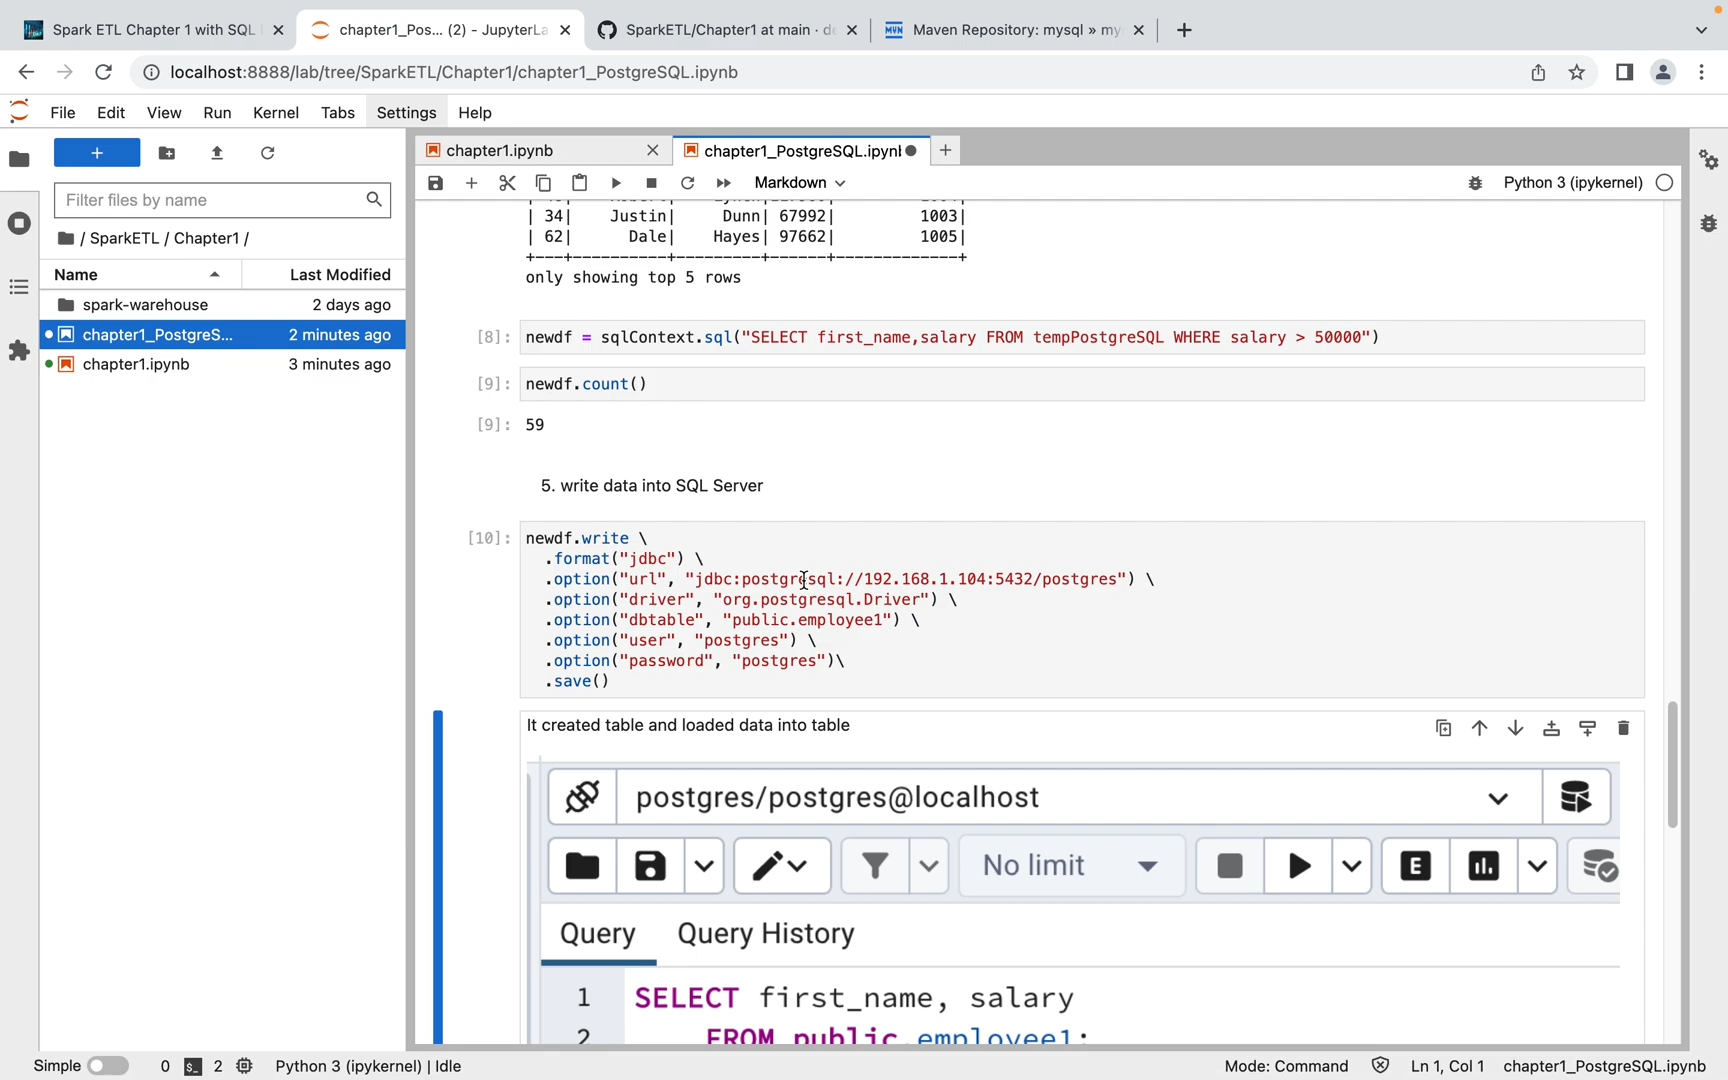 Spark ETL Chapter 1 with SQL
chapter1_Pos... (2) - JupyterLa
SparkETL/Chapter1 at main · de
Maven Repository: mysql » my
localhost:8888/lab/tree/SparkETL/Chapter1/chapter1_PostgreSQL.ipynb
File Edit View Run Kernel Tabs Settings Help
chapter1.ipynb
chapter1_PostgreSQL.ipynb
Markdown
Python 3 (ipykernel)
Filter files by name
/ SparkETL / Chapter1 /
Name Last Modified
spark-warehouse 2 days ago
chapter1_PostgreS... 2 minutes ago
chapter1.ipynb 3 minutes ago
| 34| Justin| Dunn| 67992| 1003|
| 62| Dale| Hayes| 97662| 1005|
+---+----------+---------+------+-------------+
only showing top 5 rows
[8]: newdf = sqlContext.sql("SELECT first_name,salary FROM tempPostgreSQL WHERE salary > 50000")
[9]: newdf.count()
[9]: 59
5. write data into SQL Server
[10]: newdf.write \
.format("jdbc") \
.option("url", "jdbc:postgresql://192.168.1.104:5432/postgres") \
.option("driver", "org.postgresql.Driver") \
.option("dbtable", "public.employee1") \
.option("user", "postgres") \
.option("password", "postgres")\
.save()
It created table and loaded data into table
postgres/postgres@localhost
No limit
E
Query Query History
1 SELECT first_name, salary
2 FROM public.employee1;
Simple 0 2 Python 3 (ipykernel) | Idle
Mode: Command Ln 1, Col 1 chapter1_PostgreSQL.ipynb